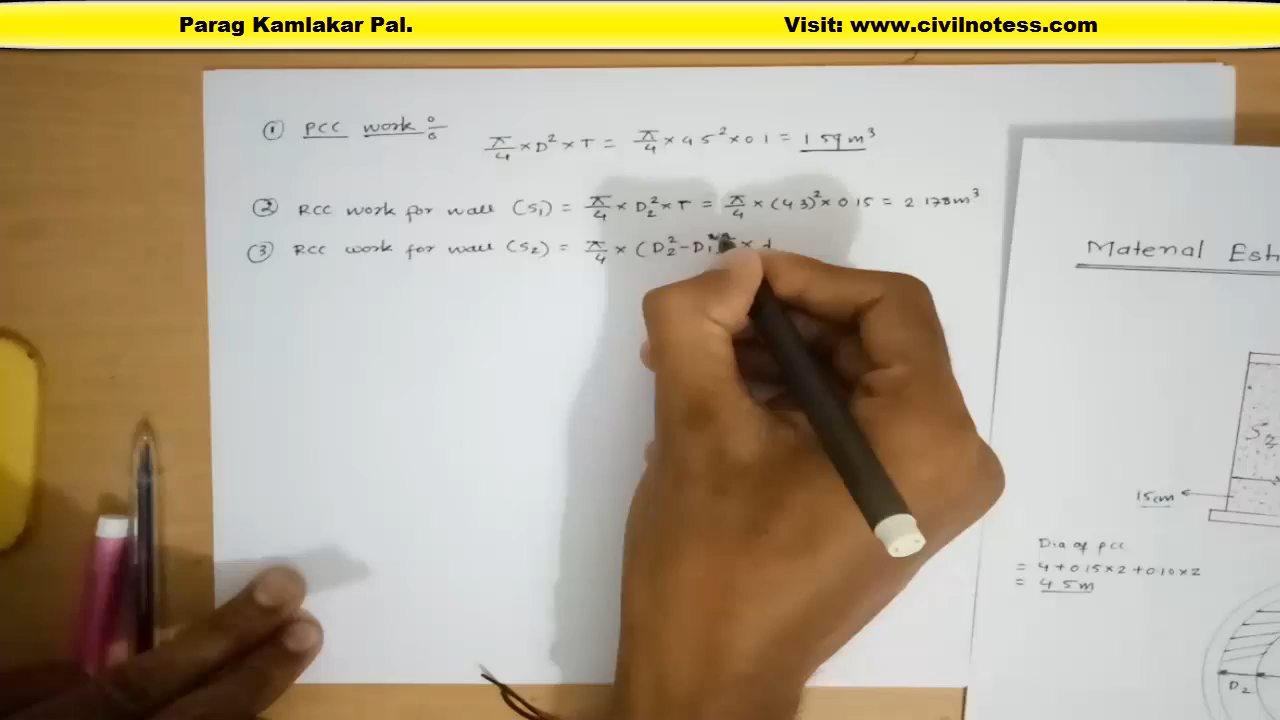 Parag Kamlakar Pal.
Visit: www.civilnotess.com
① PCC work :
π/4 × D² × T = π/4 × 4.5² × 0.1 = 1.59 m³
② RCC work for wall (S₁) = π/4 × D₂² × T = π/4 × (4.3)² × 0.15 = 2.178 m³
③ RCC work for wall (S₂) = π/4 × (D₂² – D₁
Material
15cm
Dia of pcc
= 4 + 0.15 × 2 + 0.10 × 2
= 4.5m
D₂